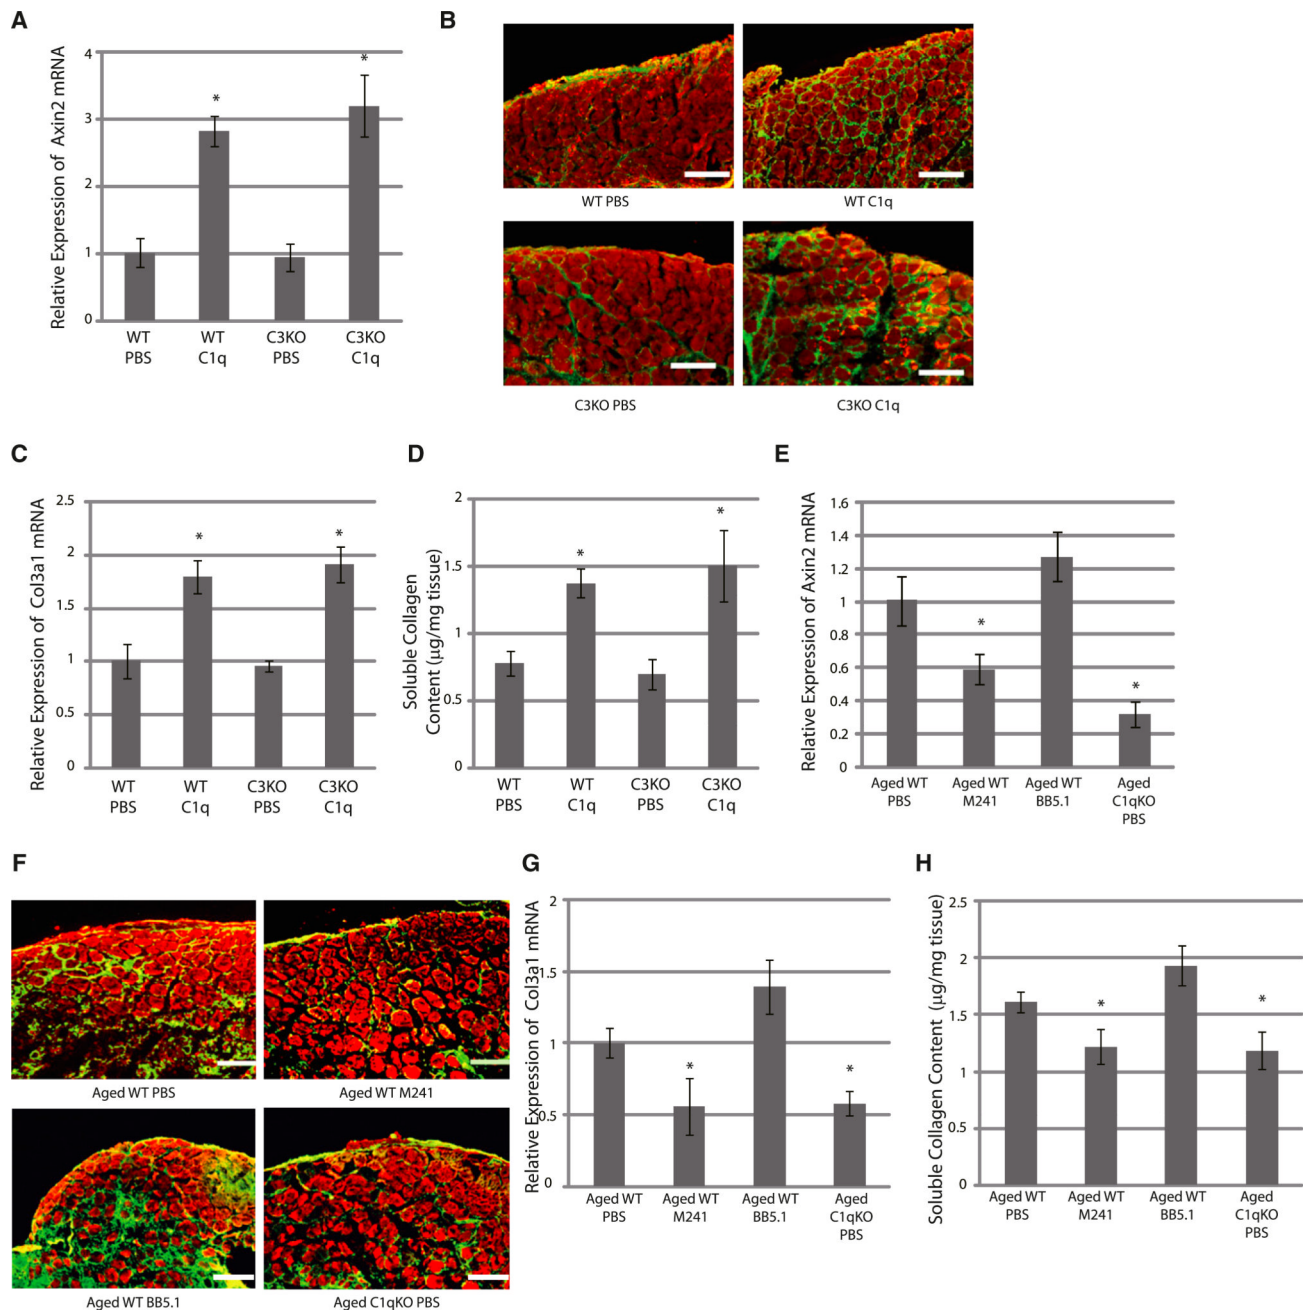 A
Relative Expression of Axin2 mRNA
4
3
2
1
0
*
*
WT
PBS
WT
C1q
C3KO
PBS
C3KO
C1q
B
WT PBS
WT C1q
C3KO PBS
C3KO C1q
C
Relative Expression of Col3a1 mRNA
2.5
2
1.5
1
0.5
0
*
*
WT
PBS
WT
C1q
C3KO
PBS
C3KO
C1q
D
Soluble Collagen
Content (µg/mg tissue)
2
1.5
1
0.5
0
*
*
WT
PBS
WT
C1q
C3KO
PBS
C3KO
C1q
E
Relative Expression of Axin2 mRNA
1.6
1.4
1.2
1
0.8
0.6
0.4
0.2
0
*
*
Aged WT
PBS
Aged WT
M241
Aged WT
BB5.1
Aged
C1qKO
PBS
F
Aged WT PBS
Aged WT M241
Aged WT BB5.1
Aged C1qKO PBS
G
Relative Expression of Col3a1 mRNA
2
1.5
1
0.5
0
*
*
Aged WT
PBS
Aged WT
M241
Aged WT
BB5.1
Aged
C1qKO
PBS
H
Soluble Collagen Content (µg/mg tissue)
2.5
2
1.5
1
0.5
0
*
*
Aged WT
PBS
Aged WT
M241
Aged WT
BB5.1
Aged
C1qKO
PBS